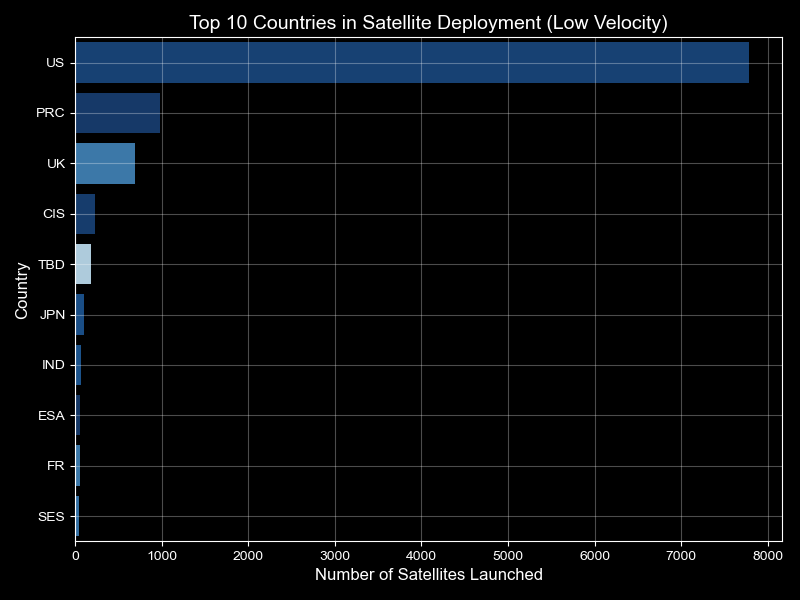 Top 10 Countries in Satellite Deployment (Low Velocity)
Country
US
PRC
UK
CIS
TBD
JPN
IND
ESA
FR
SES
0 1000 2000 3000 4000 5000 6000 7000 8000
Number of Satellites Launched